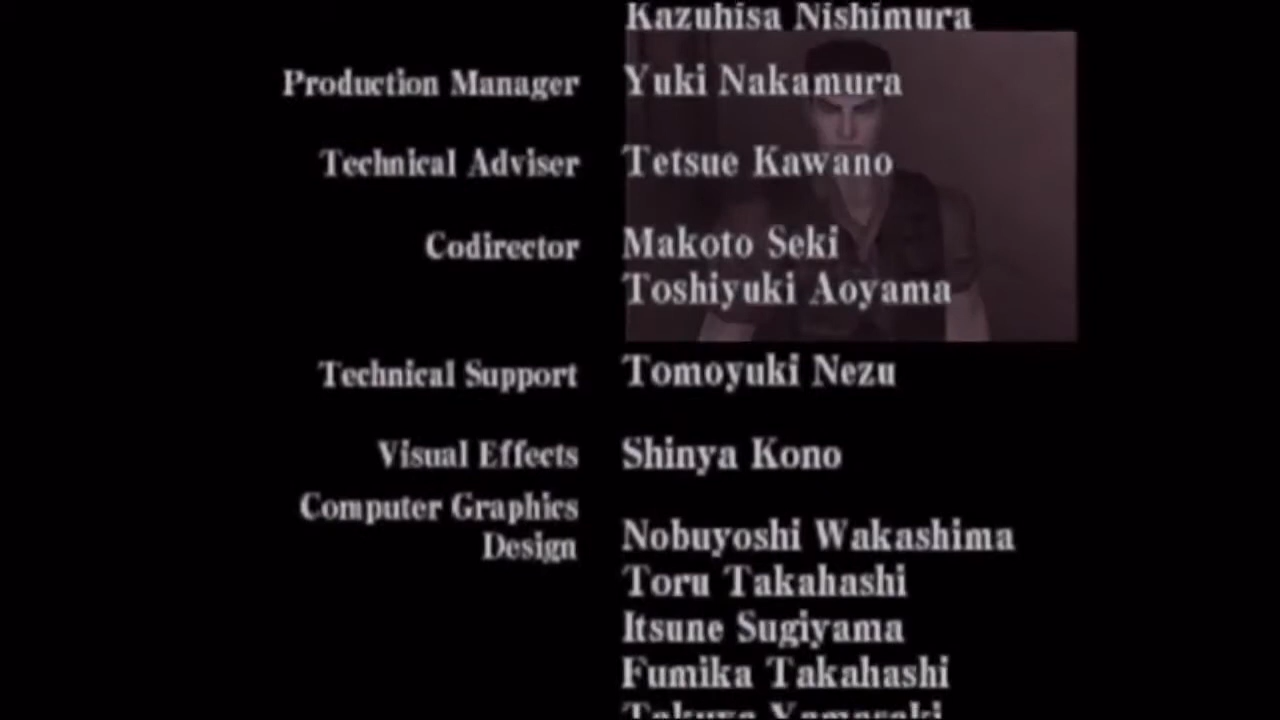 Kazuhisa Nishimura
Production Manager Yuki Nakamura
Technical Adviser Tetsue Kawano
Codirector Makoto Seki
Toshiyuki Aoyama
Technical Support Tomoyuki Nezu
Visual Effects Shinya Kono
Computer Graphics
Design Nobuyoshi Wakashima
Toru Takahashi
Itsune Sugiyama
Fumika Takahashi